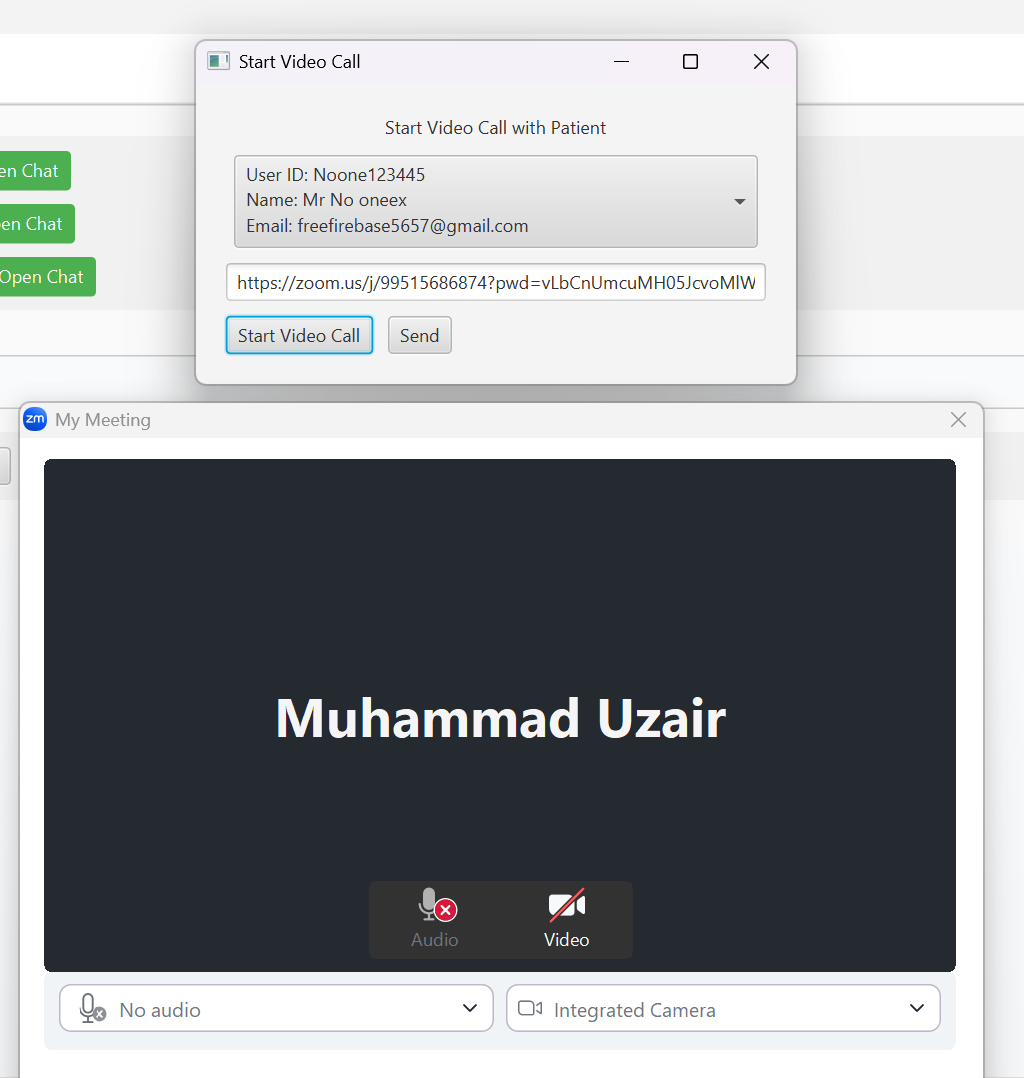 Start Video Call
Start Video Call with Patient
en Chat
en Chat
Open Chat
User ID: Noone123445
Name: Mr No oneex
Email: freefirebase5657@gmail.com
https://zoom.us/j/99515686874?pwd=vLbCnUmcuMH05JcvoMlW
Start Video Call
Send
zm My Meeting
Muhammad Uzair
Audio
Video
No audio
Integrated Camera